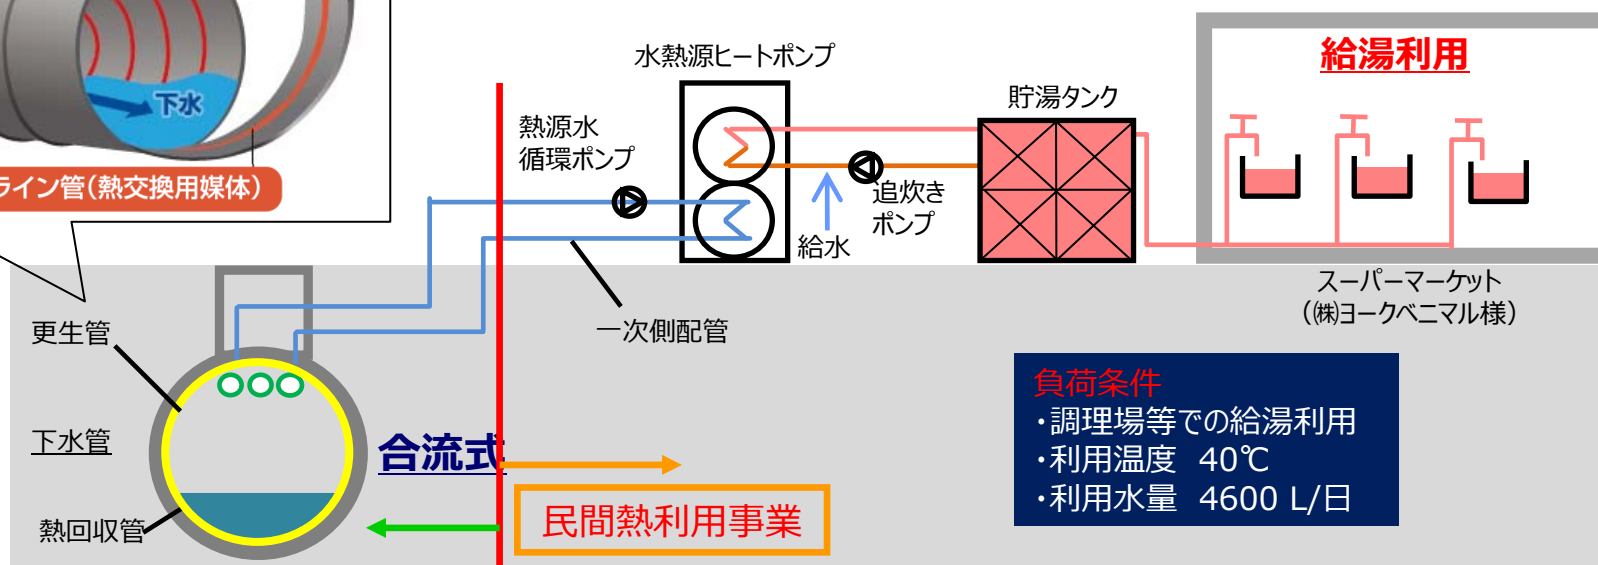 下水
ライン管(熱交換用媒体)
水熱源ヒートポンプ
熱源水
循環ポンプ
貯湯タンク
追炊き
ポンプ
給水
給湯利用
スーパーマーケット
（㈱ヨークベニマル様）
一次側配管
更生管
下水管
熱回収管
合流式
民間熱利用事業
負荷条件
・調理場等での給湯利用
・利用温度 40℃
・利用水量 4600 L/日